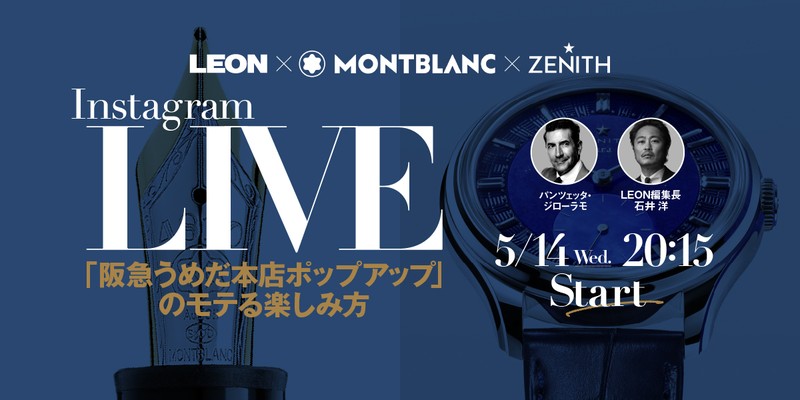 LEON × MONTBLANC × ZENITH
Instagram
LIVE
「阪急うめだ本店ポップアップ」
のモテる楽しみ方
パンツェッタ・
ジローラモ
LEON編集長
石井 洋
5/14 Wed. 20:15
Start
MONTBLANC